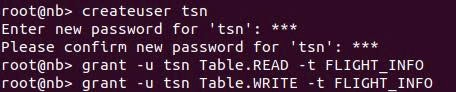 root@nb> createuser tsn
Enter new password for 'tsn': ***
Please confirm new password for 'tsn': ***
root@nb> grant -u tsn Table.READ -t FLIGHT_INFO
root@nb> grant -u tsn Table.WRITE -t FLIGHT_INFO